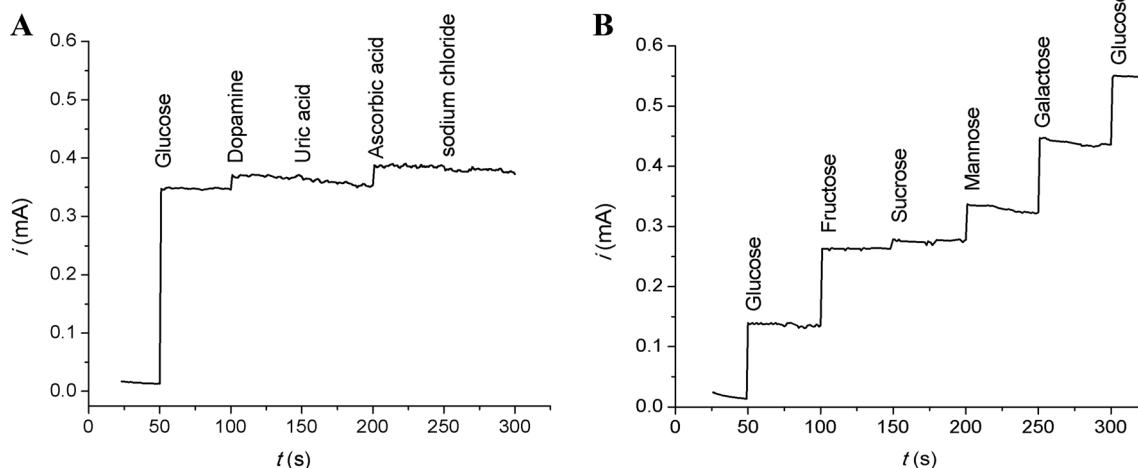 A
0.6
0.5
0.4
0.3
0.2
0.1
0.0
i (mA)
Glucose
Dopamine
Uric acid
Ascorbic acid
sodium chloride
0
50
100
150
200
250
300
t (s)
B
0.6
0.5
0.4
0.3
0.2
0.1
0.0
i (mA)
Glucose
Fructose
Sucrose
Mannose
Galactose
Glucose
0
50
100
150
200
250
300
t (s)